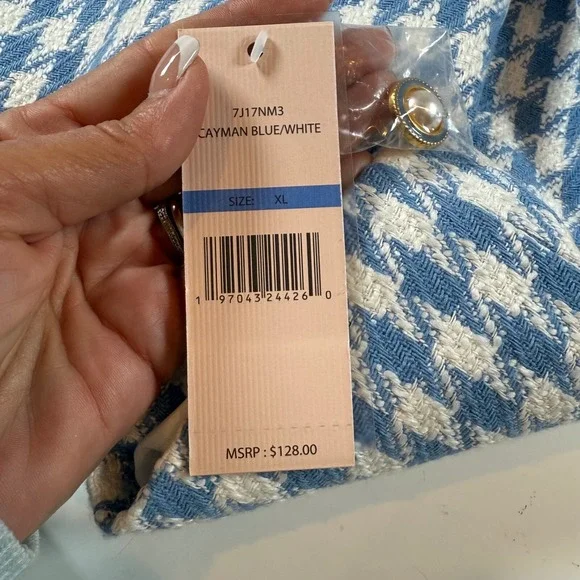 7J17NM3
CAYMAN BLUE/WHITE
SIZE: XL
1 97043 24426 0
MSRP : $128.00